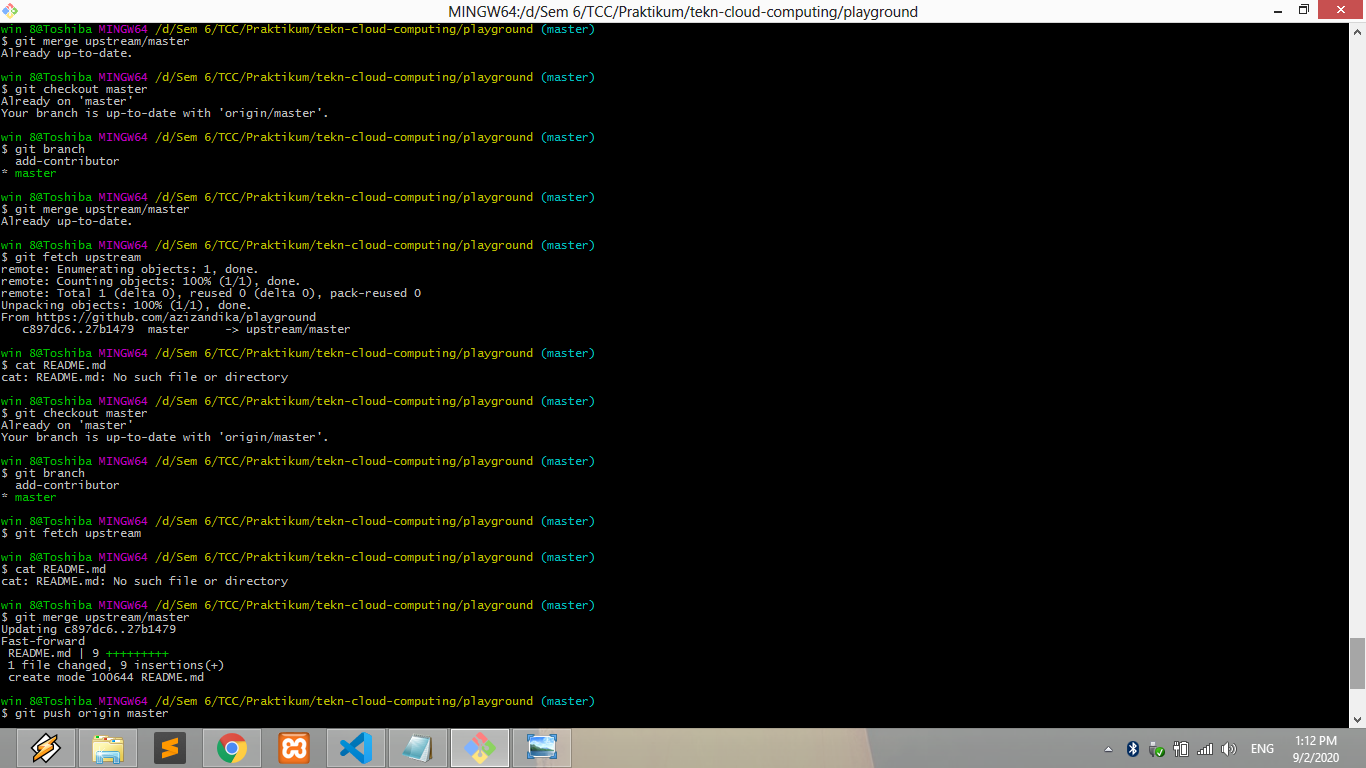 MINGW64:/d/Sem 6/TCC/Praktikum/tekn-cloud-computing/playground
win 8@Toshiba MINGW64 /d/Sem 6/TCC/Praktikum/tekn-cloud-computing/playground (master)
$ git merge upstream/master
Already up-to-date.
win 8@Toshiba MINGW64 /d/Sem 6/TCC/Praktikum/tekn-cloud-computing/playground (master)
$ git checkout master
Already on 'master'
Your branch is up-to-date with 'origin/master'.
win 8@Toshiba MINGW64 /d/Sem 6/TCC/Praktikum/tekn-cloud-computing/playground (master)
$ git branch
  add-contributor
* master
win 8@Toshiba MINGW64 /d/Sem 6/TCC/Praktikum/tekn-cloud-computing/playground (master)
$ git merge upstream/master
Already up-to-date.
win 8@Toshiba MINGW64 /d/Sem 6/TCC/Praktikum/tekn-cloud-computing/playground (master)
$ git fetch upstream
remote: Enumerating objects: 1, done.
remote: Counting objects: 100% (1/1), done.
remote: Total 1 (delta 0), reused 0 (delta 0), pack-reused 0
Unpacking objects: 100% (1/1), done.
From https://github.com/azizandika/playground
   c897dc6..27b1479  master     -> upstream/master
win 8@Toshiba MINGW64 /d/Sem 6/TCC/Praktikum/tekn-cloud-computing/playground (master)
$ cat README.md
cat: README.md: No such file or directory
win 8@Toshiba MINGW64 /d/Sem 6/TCC/Praktikum/tekn-cloud-computing/playground (master)
$ git checkout master
Already on 'master'
Your branch is up-to-date with 'origin/master'.
win 8@Toshiba MINGW64 /d/Sem 6/TCC/Praktikum/tekn-cloud-computing/playground (master)
$ git branch
  add-contributor
* master
win 8@Toshiba MINGW64 /d/Sem 6/TCC/Praktikum/tekn-cloud-computing/playground (master)
$ git fetch upstream
win 8@Toshiba MINGW64 /d/Sem 6/TCC/Praktikum/tekn-cloud-computing/playground (master)
$ cat README.md
cat: README.md: No such file or directory
win 8@Toshiba MINGW64 /d/Sem 6/TCC/Praktikum/tekn-cloud-computing/playground (master)
$ git merge upstream/master
Updating c897dc6..27b1479
Fast-forward
 README.md | 9 +++++++++
 1 file changed, 9 insertions(+)
 create mode 100644 README.md
win 8@Toshiba MINGW64 /d/Sem 6/TCC/Praktikum/tekn-cloud-computing/playground (master)
$ git push origin master
ENG
1:12 PM
9/2/2020